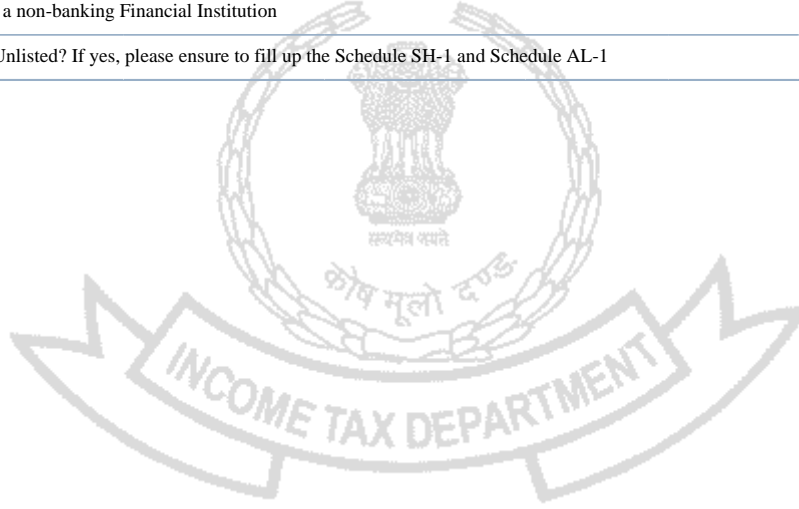 a non-banking Financial Institution
Unlisted? If yes, please ensure to fill up the Schedule SH-1 and Schedule AL-1
सत्यमेव जयते
कोष मूलो दण्ड:
INCOME TAX DEPARTMENT